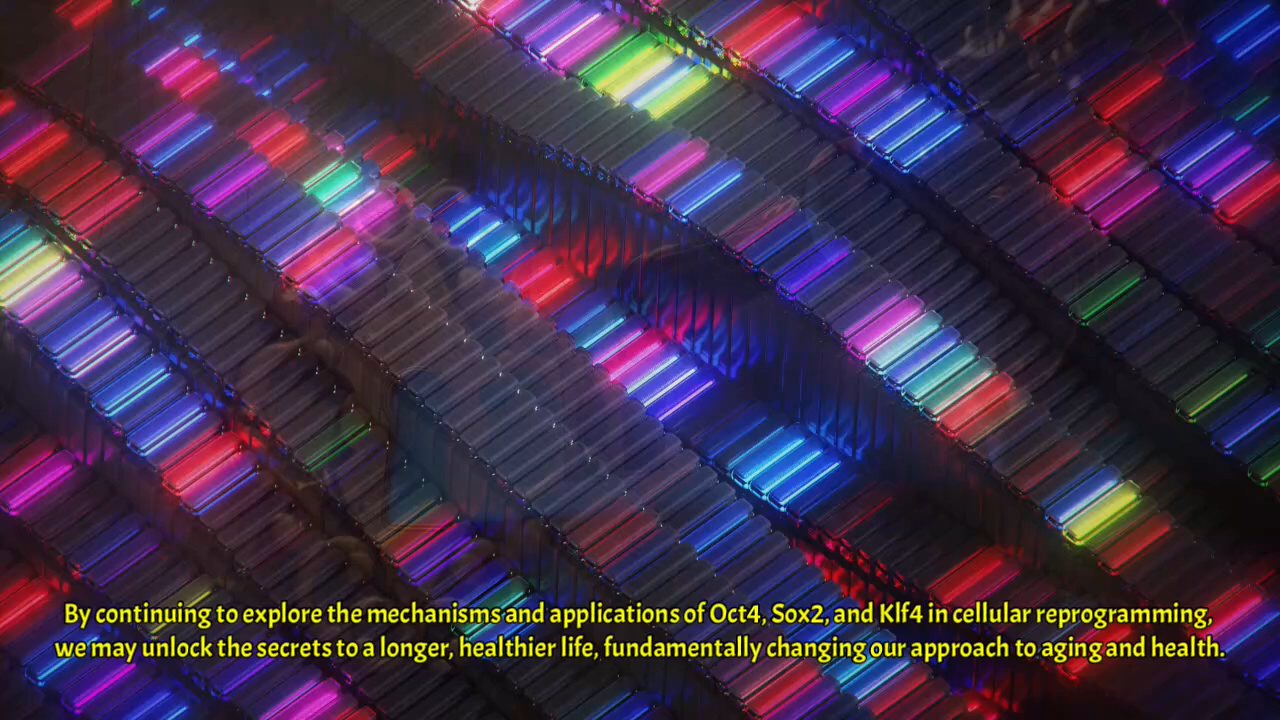 By continuing to explore the mechanisms and applications of Oct4, Sox2, and Klf4 in cellular reprogramming,
we may unlock the secrets to a longer, healthier life, fundamentally changing our approach to aging and health.